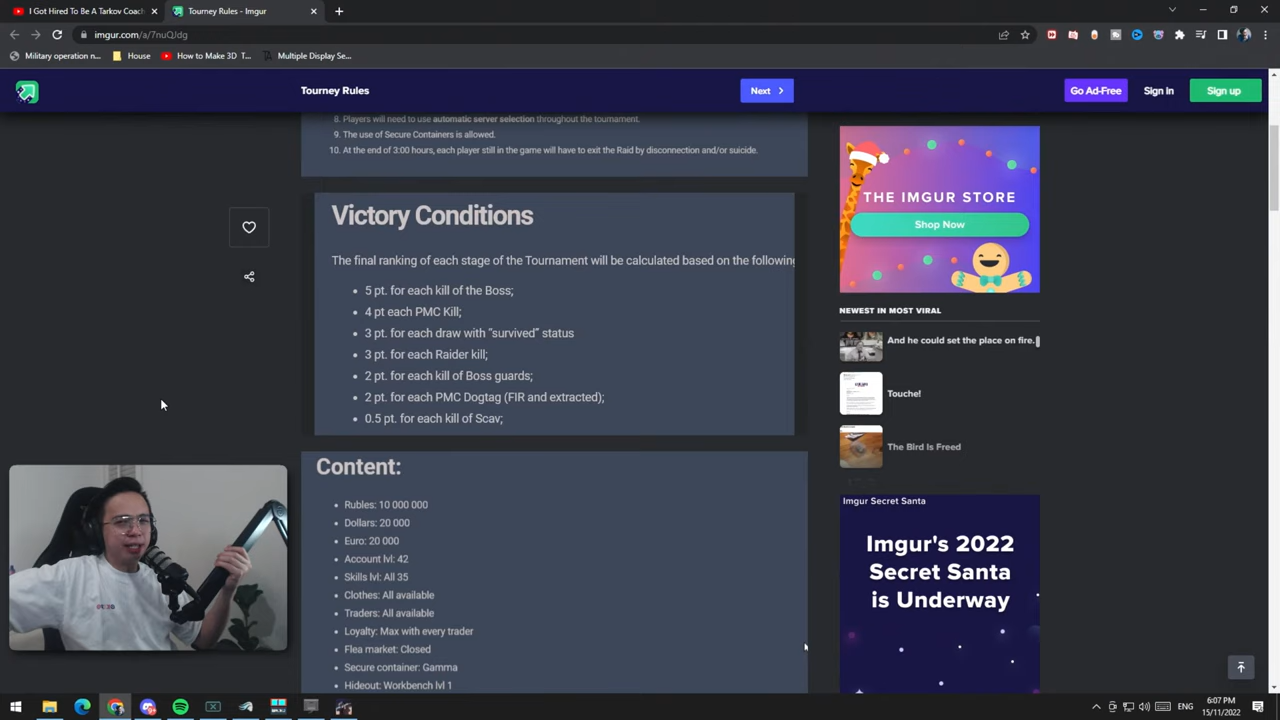 I Got Hired To Be A Tarkov Coach
Tourney Rules - Imgur
imgur.com/a/7nuQJdg
Military operation n...
House
How to Make 3D T...
Multiple Display Se...
Tourney Rules
Next
Go Ad-Free
Sign in
Sign up
8. Players will need to use automatic server selection throughout the tournament.
9. The use of Secure Containers is allowed.
10. At the end of 3:00 hours, each player still in the game will have to exit the Raid by disconnection and/or suicide.
Victory Conditions
The final ranking of each stage of the Tournament will be calculated based on the following
• 5 pt. for each kill of the Boss;
• 4 pt each PMC Kill;
• 3 pt. for each draw with "survived" status
• 3 pt. for each Raider kill;
• 2 pt. for each kill of Boss guards;
• 2 pt. for each PMC Dogtag (FIR and extracted);
• 0.5 pt. for each kill of Scav;
Content:
• Rubles: 10 000 000
• Dollars: 20 000
• Euro: 20 000
• Account lvl: 42
• Skills lvl: All 35
• Clothes: All available
• Traders: All available
• Loyalty: Max with every trader
• Flea market: Closed
• Secure container: Gamma
• Hideout: Workbench lvl 1
THE IMGUR STORE
Shop Now
NEWEST IN MOST VIRAL
And he could set the place on fire.
Touche!
The Bird Is Freed
Imgur Secret Santa
Imgur's 2022
Secret Santa
is Underway
ENG
6:07 PM
15/11/2022